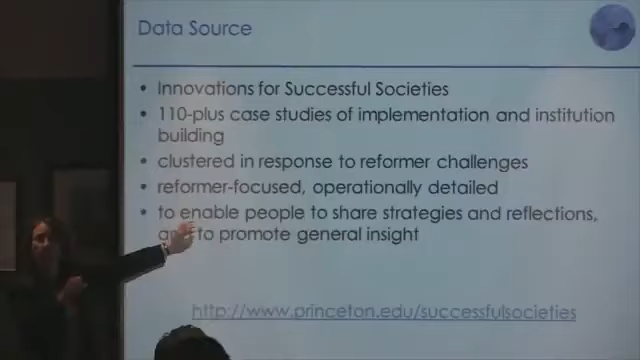 Data Source
• Innovations for Successful Societies
• 110-plus case studies of implementation and institution
building
• clustered in response to reformer challenges
• reformer-focused, operationally detailed
• to enable people to share strategies and reflections,
and to promote general insight
http://www.princeton.edu/successfulsocieties